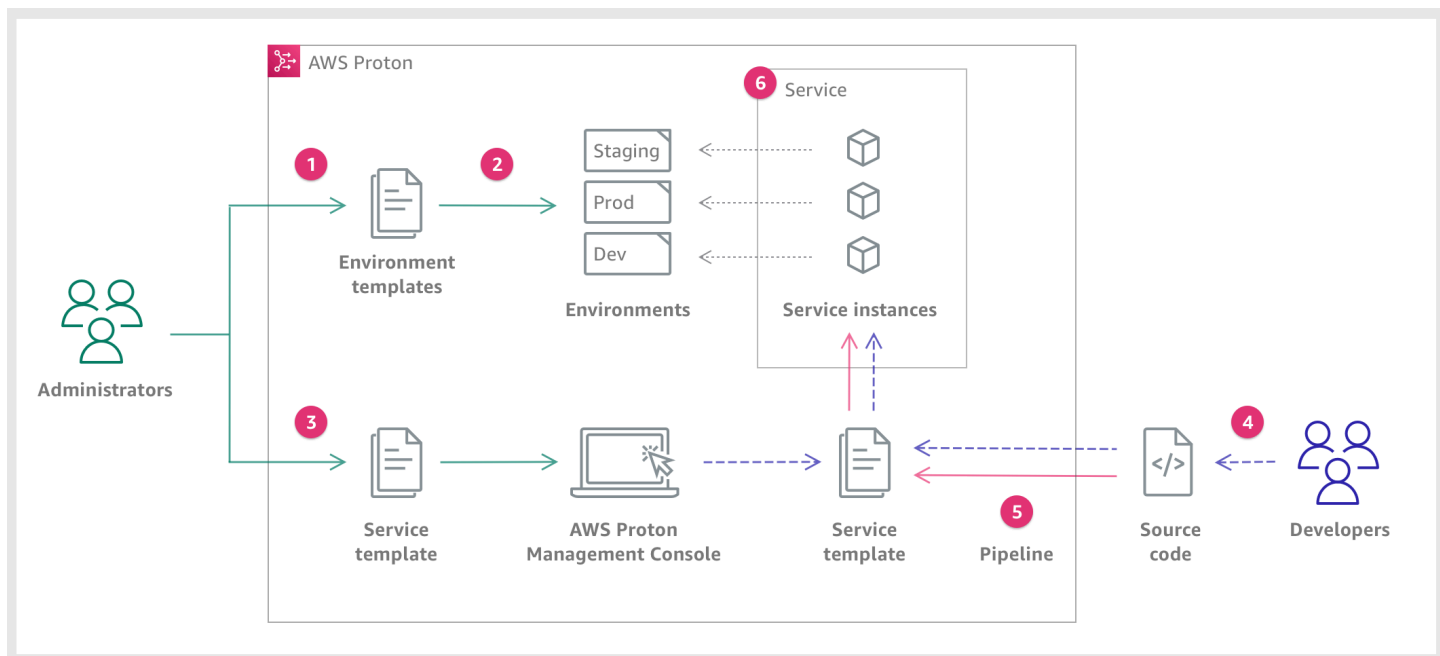 AWS Proton
6
Service
1
2
Staging
Prod
Dev
Environment
templates
Environments
Service instances
Administrators
3
4
</>
5
Service
template
AWS Proton
Management Console
Service
template
Pipeline
Source
code
Developers